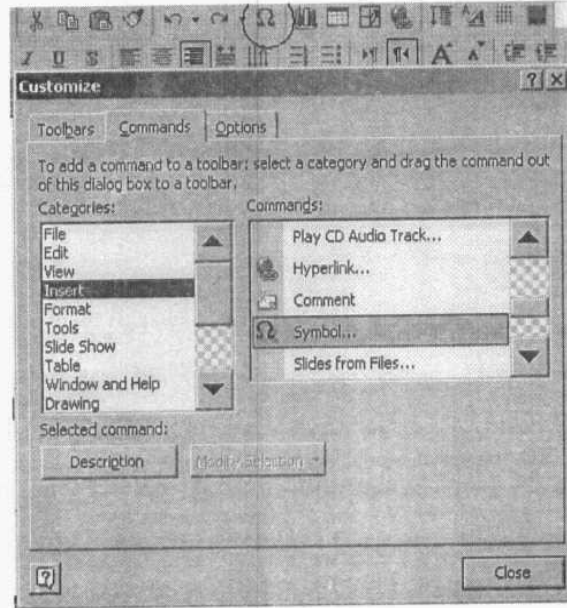 I U S
A A
Customize
Toolbars Commands Options
To add a command to a toolbar: select a category and drag the command out
of this dialog box to a toolbar.
Categories:
File
Edit
View
Insert
Format
Tools
Slide Show
Table
Window and Help
Drawing
Commands:
Play CD Audio Track...
Hyperlink...
Comment
Ω Symbol...
Slides from Files...
Selected command:
Description Modify Selection
Close